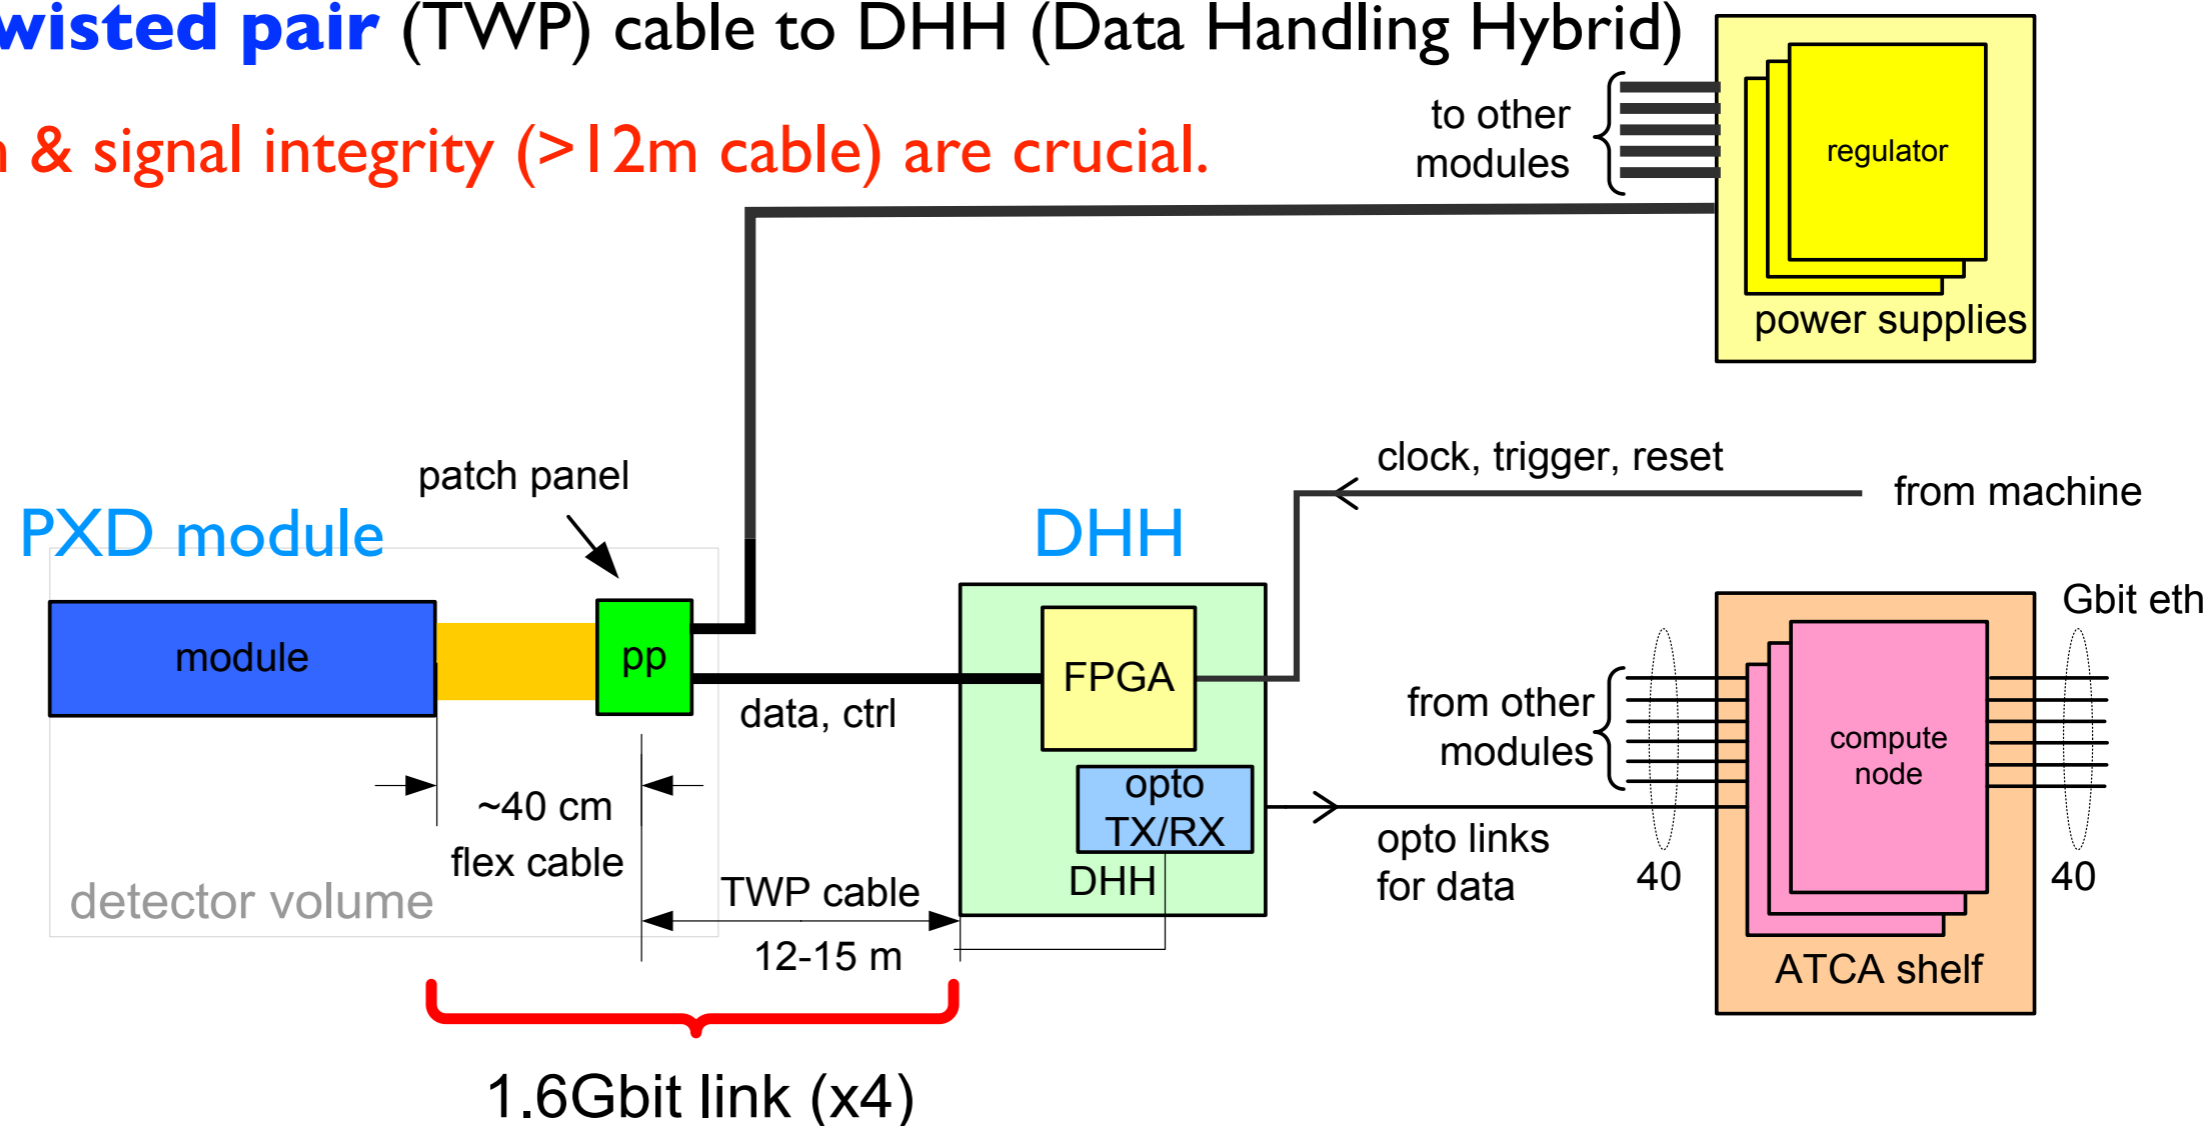 wisted pair (TWP) cable to DHH (Data Handling Hybrid)
& signal integrity (>12m cable) are crucial.
to other
modules
regulator
power supplies
clock, trigger, reset
from machine
patch panel
PXD module
DHH
module
pp
data, ctrl
FPGA
opto
TX/RX
DHH
~40 cm
flex cable
detector volume
TWP cable
12-15 m
1.6Gbit link (x4)
from other
modules
opto links
for data
40
compute
node
ATCA shelf
Gbit eth
40